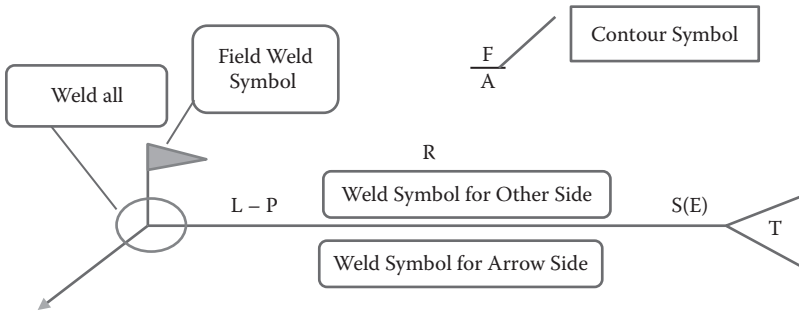 Contour Symbol
F
A
Field Weld
Symbol
Weld all
R
Weld Symbol for Other Side
L – P
S(E)
T
Weld Symbol for Arrow Side